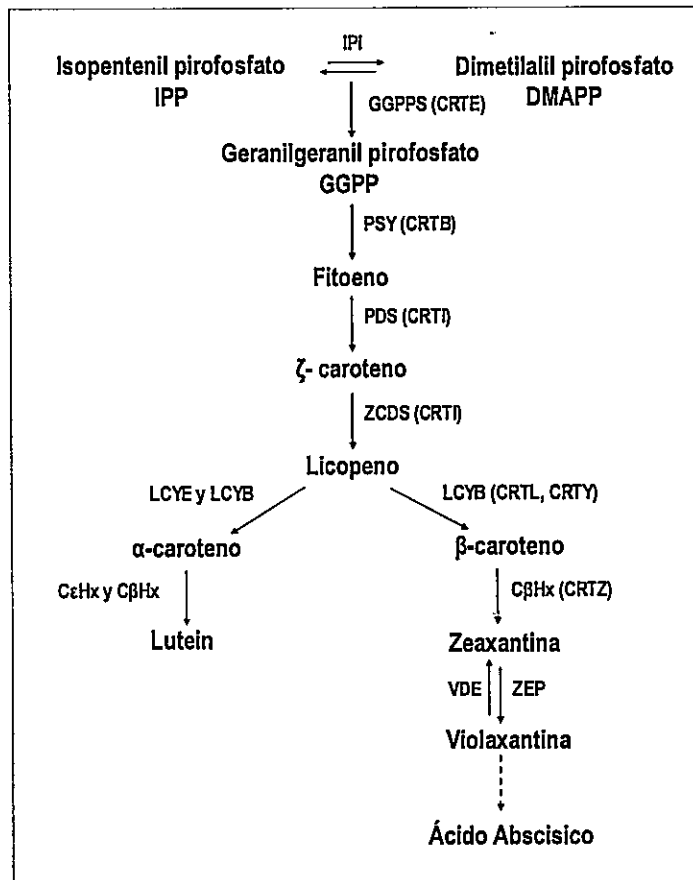 IPI
Isopentenil pirofosfato
IPP
Dimetilalil pirofosfato
DMAPP
GGPPS (CRTE)
Geranilgeranil pirofosfato
GGPP
PSY (CRTB)
Fitoeno
PDS (CRTI)
ζ- caroteno
ZCDS (CRTI)
Licopeno
LCYE y LCYB
LCYB (CRTL, CRTY)
α-caroteno
β-caroteno
CεHx y CβHx
CβHx (CRTZ)
Lutein
Zeaxantina
VDE
ZEP
Violaxantina
Ácido Abscisico